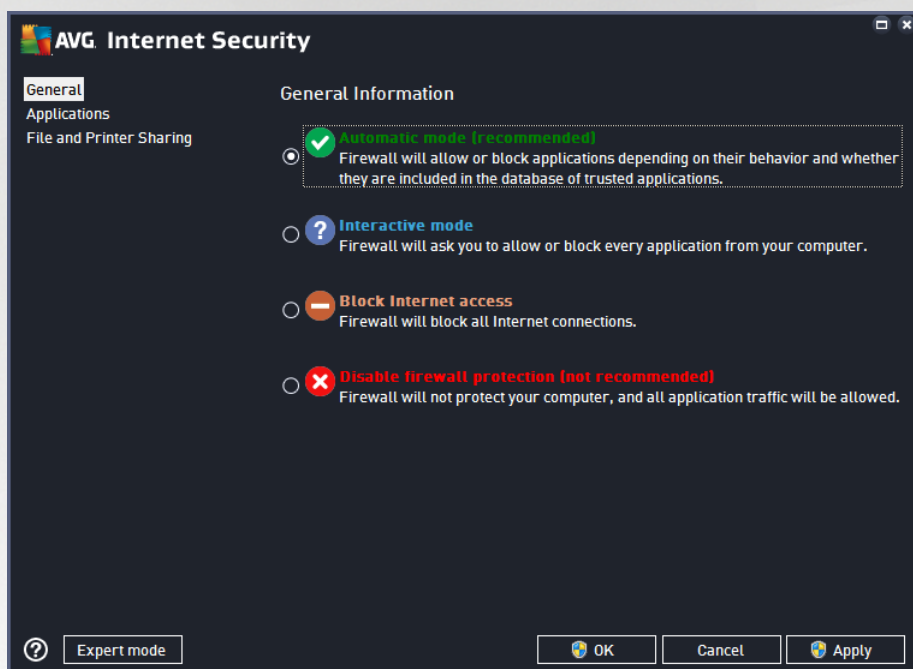 AVG. Internet Security
General
Applications
File and Printer Sharing
General Information
Automatic mode (recommended)
Firewall will allow or block applications depending on their behavior and whether
they are included in the database of trusted applications.
Interactive mode
Firewall will ask you to allow or block every application from your computer.
Block Internet access
Firewall will block all Internet connections.
Disable firewall protection (not recommended)
Firewall will not protect your computer, and all application traffic will be allowed.
Expert mode
OK
Cancel
Apply